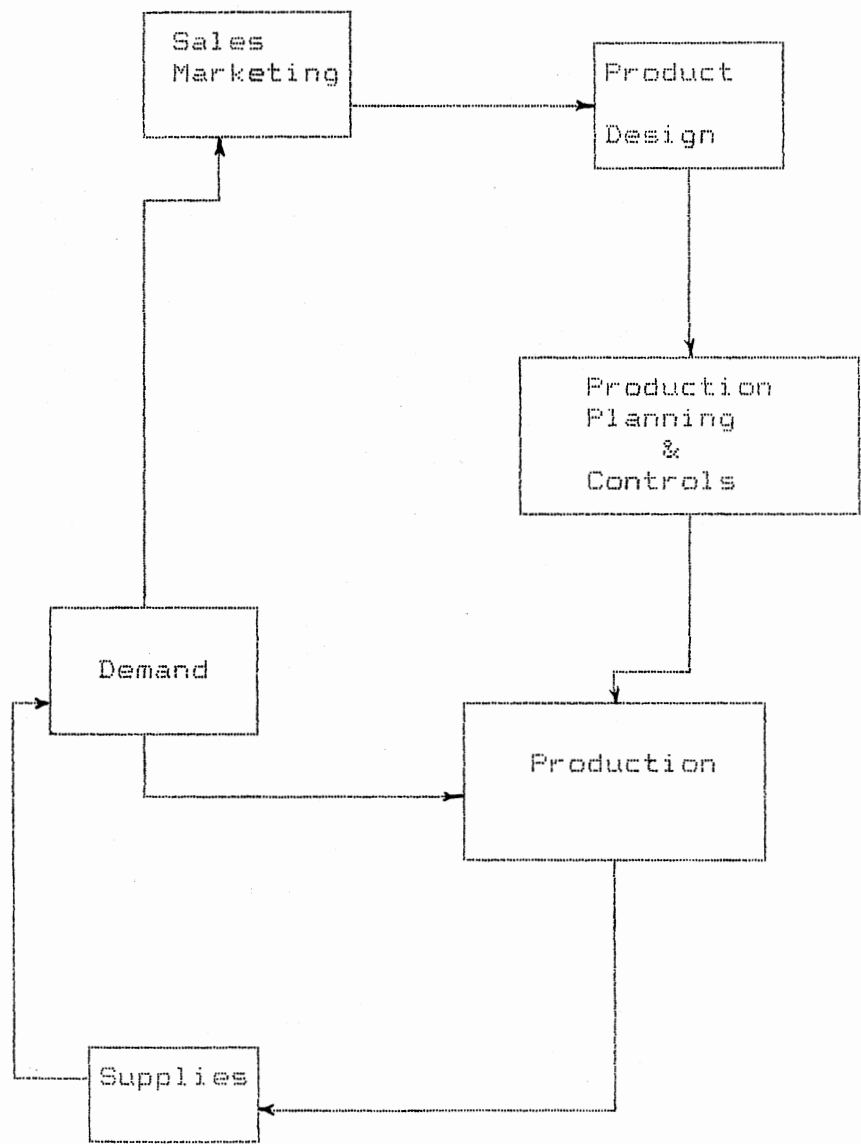 Sales
Marketing
Product
Design
Production
Planning
&
Controls
Demand
Production
Supplies